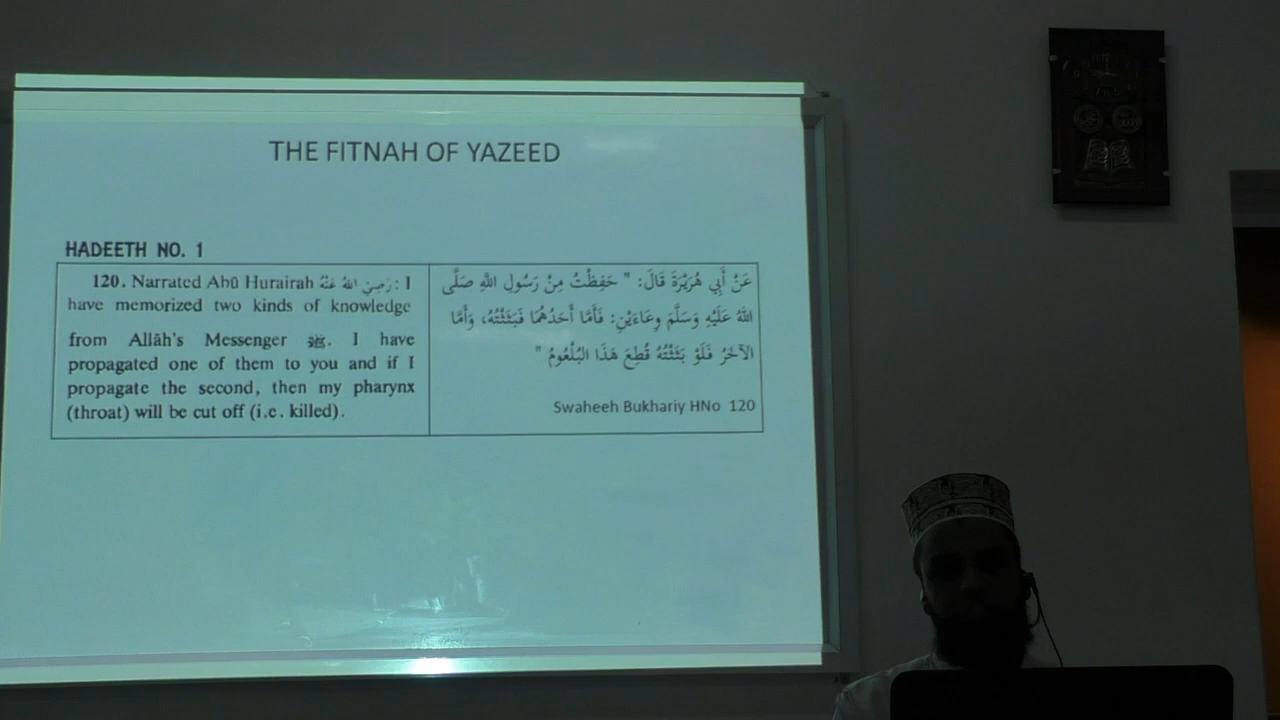 THE FITNAH OF YAZEED
HADEETH NO. 1
120. Narrated Abū Hurairah رَضِيَ اللهُ عَنْهُ: I
have memorized two kinds of knowledge
from Allāh's Messenger ﷺ. I have
propagated one of them to you and if I
propagate the second, then my pharynx
(throat) will be cut off (i.e. killed).
عَنْ أَبِي هُرَيْرَةَ قَالَ: " حَفِظْتُ مِنْ رَسُولِ اللَّهِ صَلَّى
اللهُ عَلَيْهِ وَسَلَّمَ وِعَاءَيْنِ: فَأَمَّا أَحَدُهُمَا فَبَثَثْتُهُ، وَأَمَّا
الآخَرُ فَلَوْ بَثَثْتُهُ قُطِعَ هَذَا البُلْعُومُ "
Swaheeh Bukhariy HNo 120